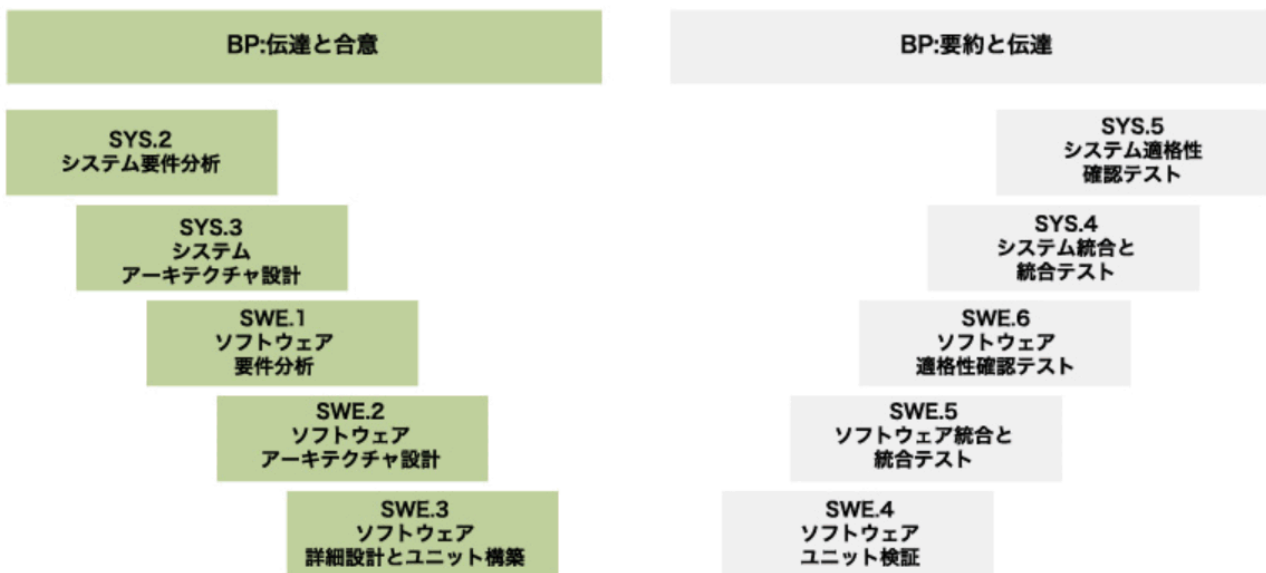 BP:伝達と合意
BP:要約と伝達
SYS.2
システム要件分析
SYS.5
システム適格性
確認テスト
SYS.3
システム
アーキテクチャ設計
SYS.4
システム統合と
統合テスト
SWE.1
ソフトウェア
要件分析
SWE.6
ソフトウェア
適格性確認テスト
SWE.2
ソフトウェア
アーキテクチャ設計
SWE.5
ソフトウェア統合と
統合テスト
SWE.3
ソフトウェア
詳細設計とユニット構築
SWE.4
ソフトウェア
ユニット検証